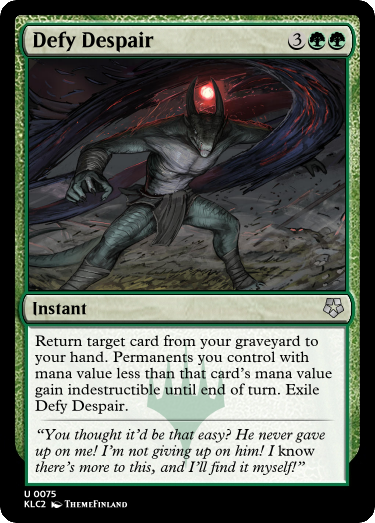 Defy Despair 3
Instant
Return target card from your graveyard to
your hand. Permanents you control with
mana value less than that card's mana value
gain indestructible until end of turn. Exile
Defy Despair.
“You thought it'd be that easy? He never gave
up on me! I'm not giving up on him! I know
there's more to this, and I'll find it myself!”
U 0075
KLC2 ThemeFinland